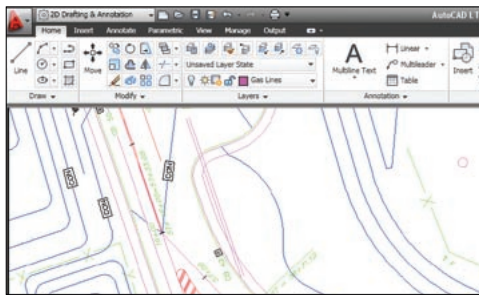 2D Drafting & Annotation
AutoCAD LT
Home Insert Annotate Parametric View Manage Output
Line
Move
Unsaved Layer State
Gas Lines
A
Multiline Text
Linear
Multileader
Table
Insert
Draw Modify Layers Annotation